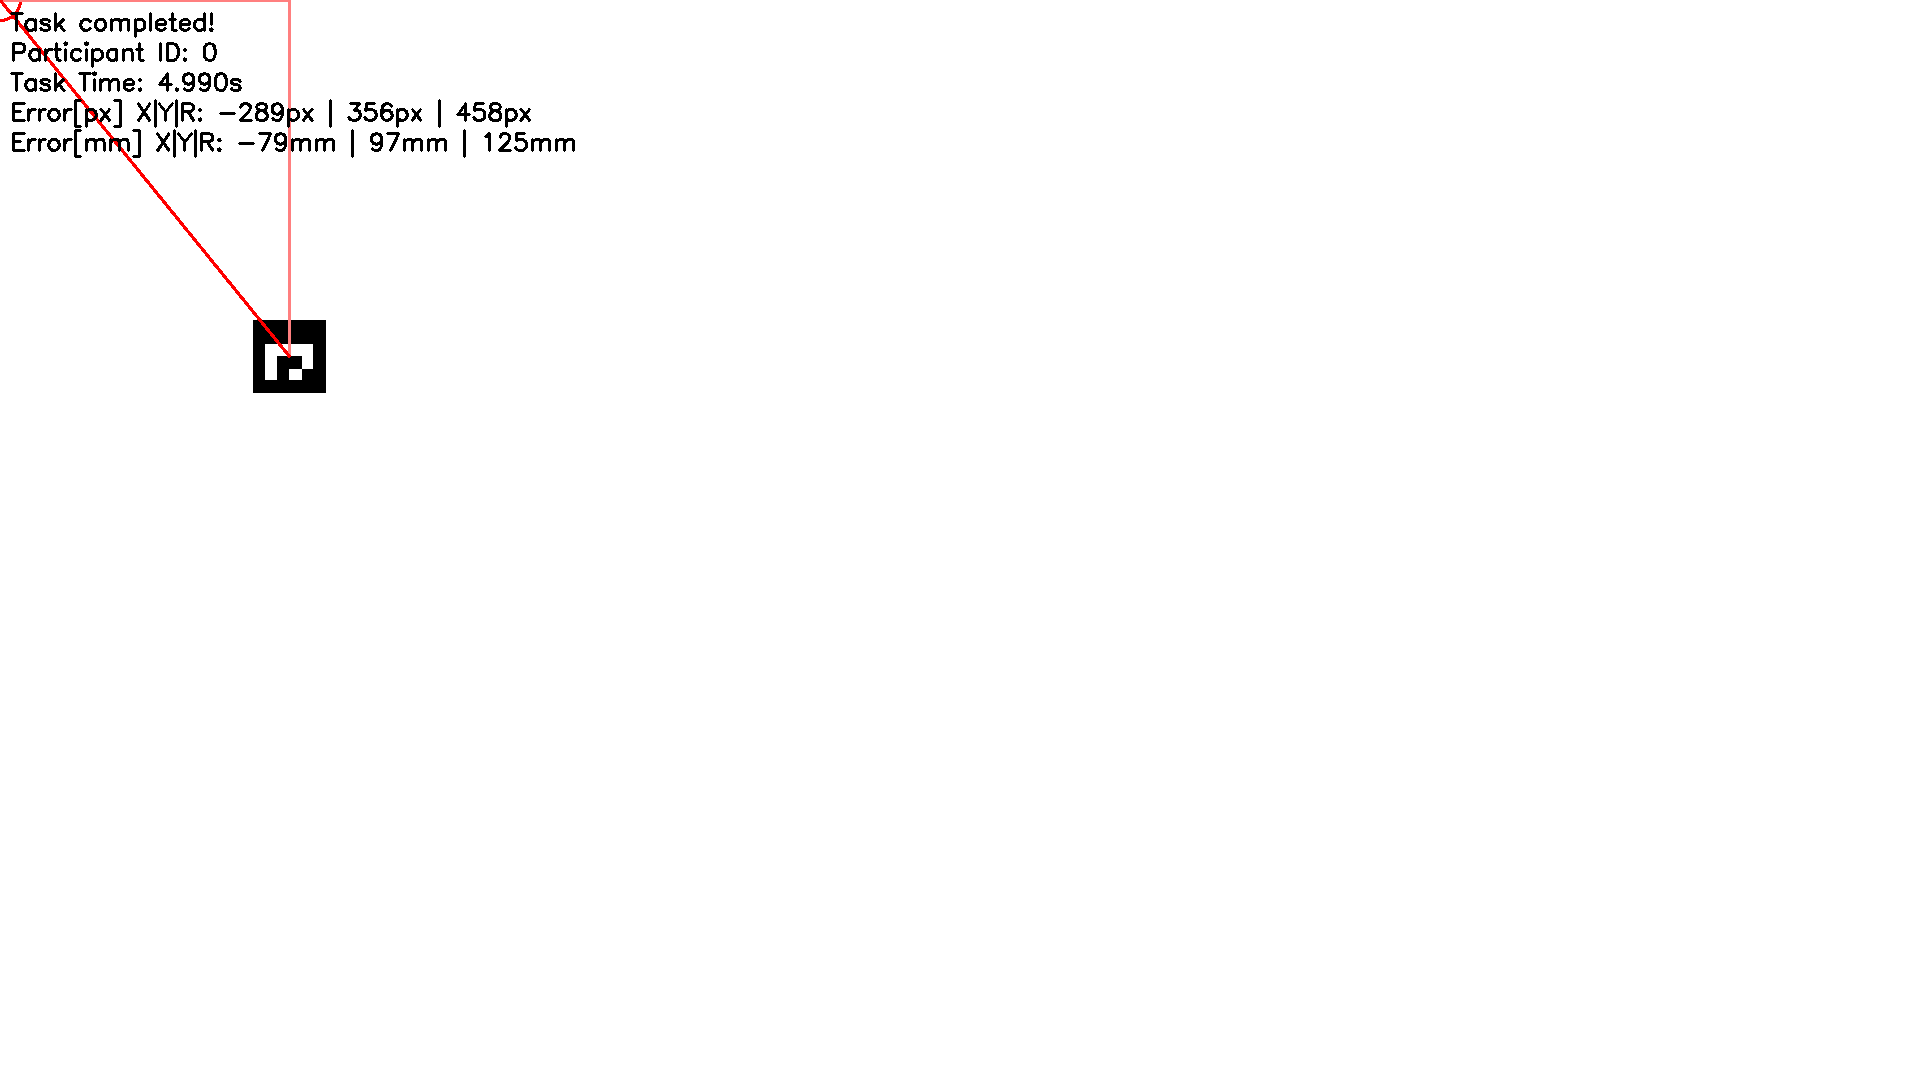 Task completed!
Participant ID: 0
Task Time: 4.990s
Error[px] X|Y|R: -289px | 356px | 458px
Error[mm] X|Y|R: -79mm | 97mm | 125mm